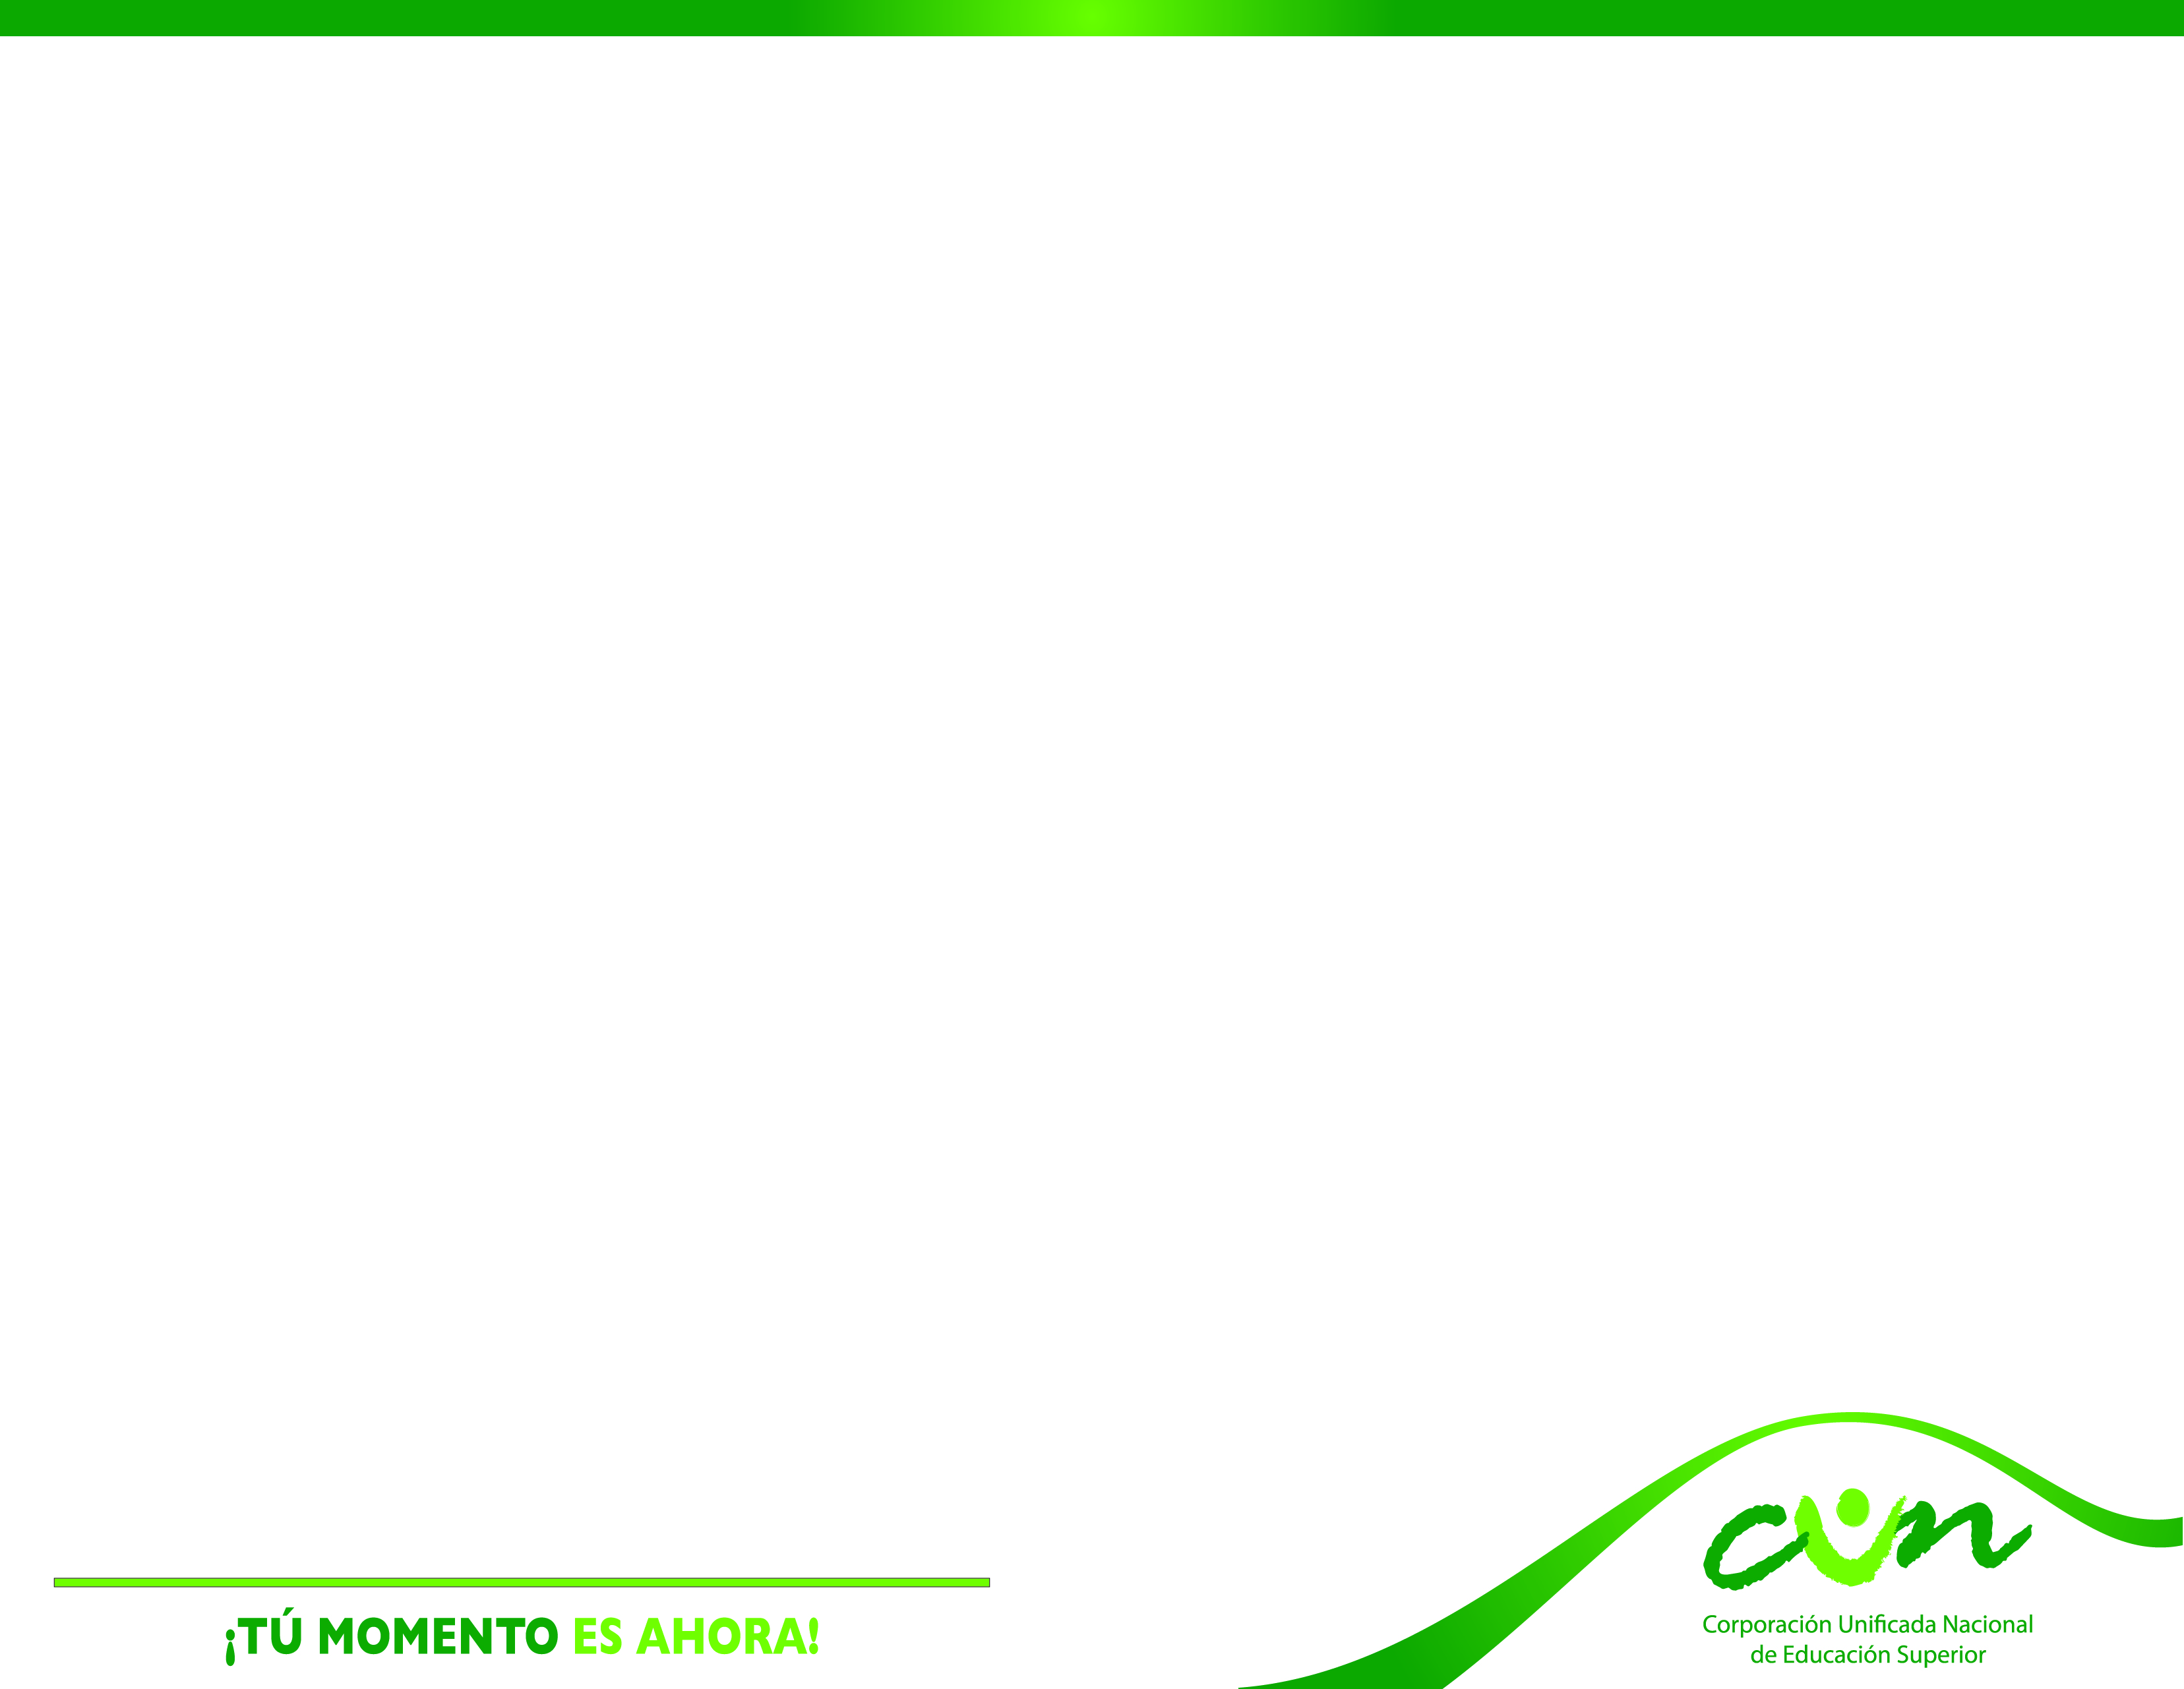 ¡TÚ MOMENTO ES AHORA!
cun
Corporación Unificada Nacional
de Educación Superior